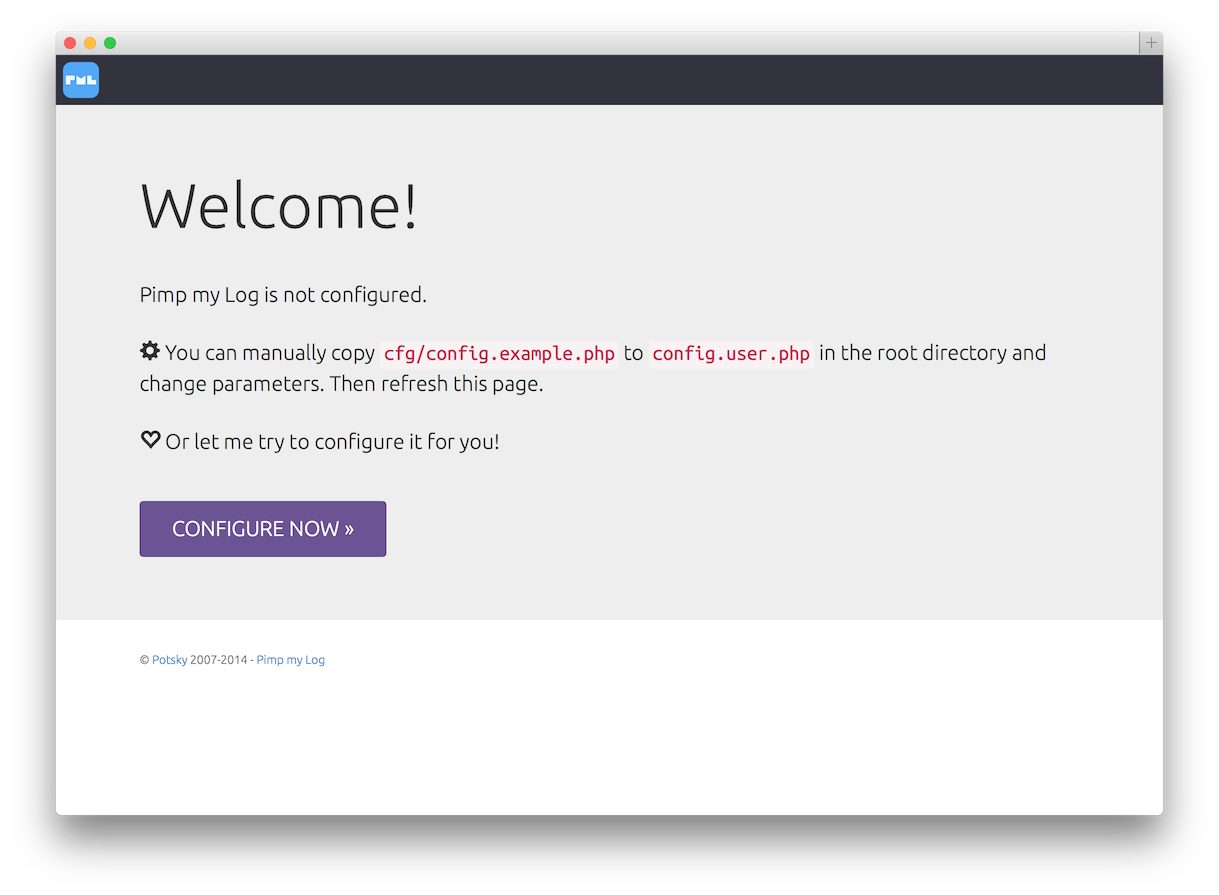 PML
Welcome!
Pimp my Log is not configured.
You can manually copy cfg/config.example.php to config.user.php in the root directory and
change parameters. Then refresh this page.
Or let me try to configure it for you!
CONFIGURE NOW »
© Potsky 2007-2014 - Pimp my Log